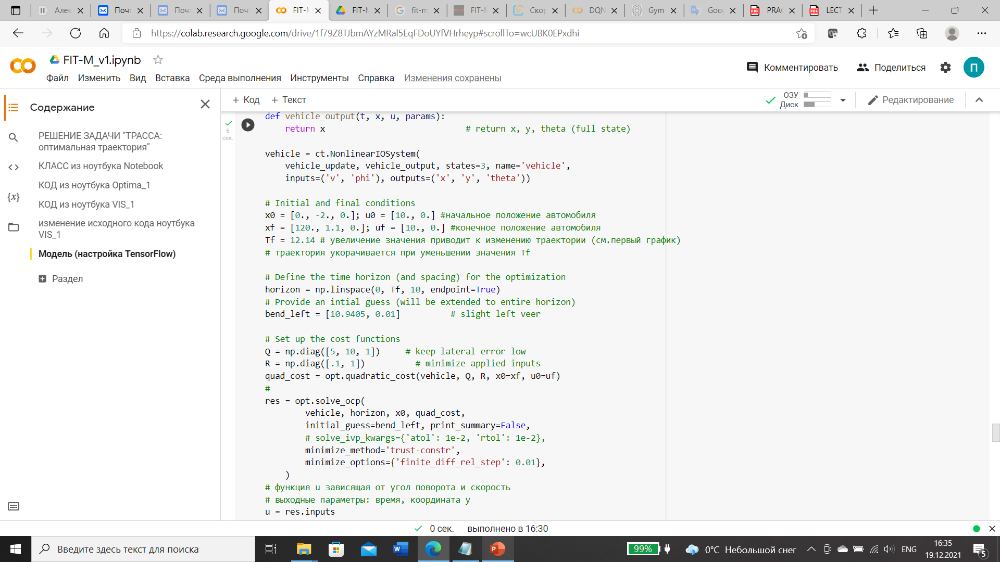 Алек
Почт
Почт
Почт
FIT-M
FIT-M
fit-m
FIT-M
Скор
DQN
Gym
Goog
PRAC
LECT
https://colab.research.google.com/drive/1f79Z8TJbmAYzMRal5EqFDoUYfVHrheyp#scrollTo=wcUBK0EPxdhi
FIT-M_v1.ipynb
Комментировать
Поделиться
П
Файл Изменить Вид Вставка Среда выполнения Инструменты Справка Изменения сохранены
Содержание
+ Код + Текст
ОЗУ
Диск
Редактирование
РЕШЕНИЕ ЗАДАЧИ "ТРАССА:
оптимальная траектория"
КЛАСС из ноутбука Notebook
КОД из ноутбука Optima_1
КОД из ноутбука VIS_1
изменение исходного кода ноутбука
VIS_1
Модель (настройка TensorFlow)
Раздел
6
сек.
def vehicle_output(t, x, u, params):
return x # return x, y, theta (full state)
vehicle = ct.NonlinearIOSystem(
vehicle_update, vehicle_output, states=3, name='vehicle',
inputs=('v', 'phi'), outputs=('x', 'y', 'theta'))
# Initial and final conditions
x0 = [0., -2., 0.]; u0 = [10., 0.] #начальное положение автомобиля
xf = [120., 1.1, 0.]; uf = [10., 0.] #конечное положение автомобиля
Tf = 12.14 # увеличение значения приводит к изменению траектории (см.первый график)
# траектория укорачивается при уменьшении значения Tf
# Define the time horizon (and spacing) for the optimization
horizon = np.linspace(0, Tf, 10, endpoint=True)
# Provide an intial guess (will be extended to entire horizon)
bend_left = [10.9405, 0.01] # slight left veer
# Set up the cost functions
Q = np.diag([5, 10, 1]) # keep lateral error low
R = np.diag([.1, 1]) # minimize applied inputs
quad_cost = opt.quadratic_cost(vehicle, Q, R, x0=xf, u0=uf)
#
res = opt.solve_ocp(
vehicle, horizon, x0, quad_cost,
initial_guess=bend_left, print_summary=False,
# solve_ivp_kwargs={'atol': 1e-2, 'rtol': 1e-2},
minimize_method='trust-constr',
minimize_options={'finite_diff_rel_step': 0.01},
)
# функция u зависящая от угол поворота и скорость
# выходные параметры: время, координата y
u = res.inputs
0 сек. выполнено в 16:30
Введите здесь текст для поиска
99%
0°C Небольшой снег
ENG
16:35
19.12.2021
5